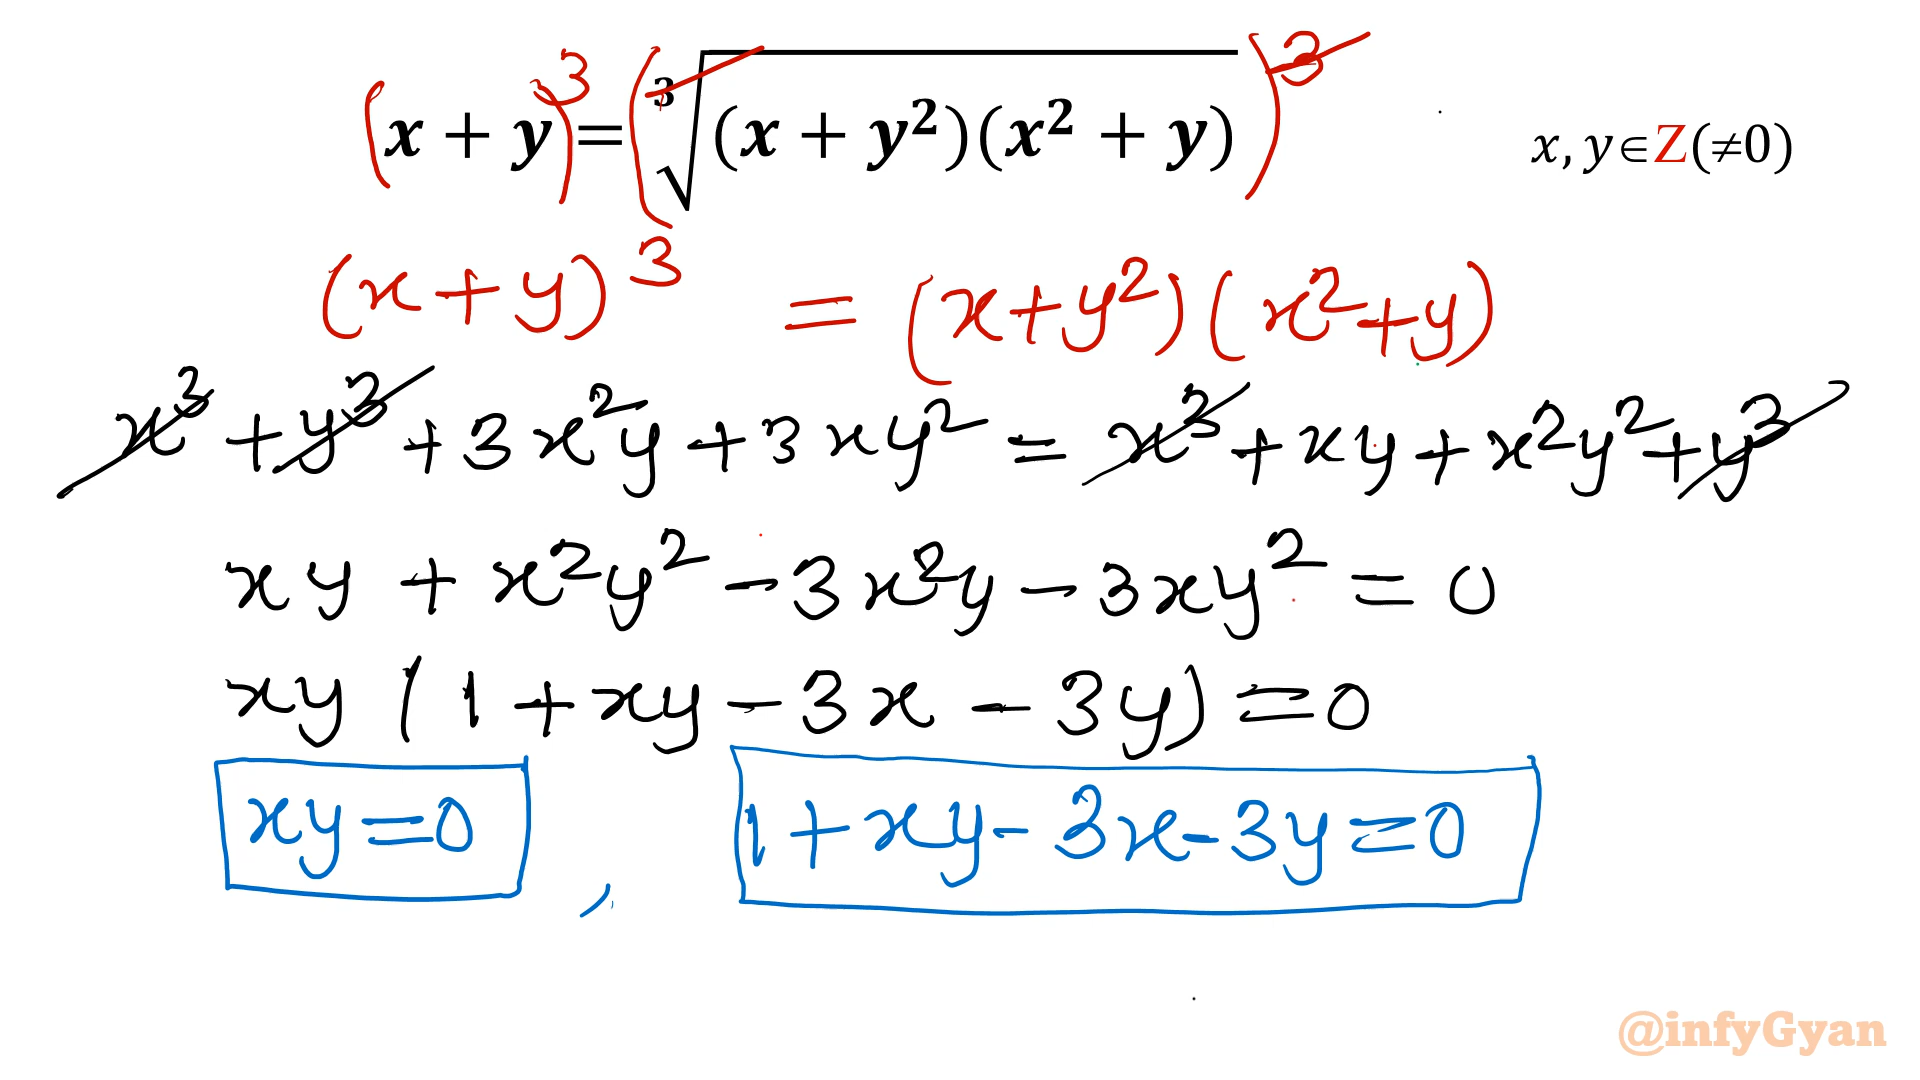 (x + y)³ = (∛((x + y²)(x² + y)))³ x, y ∈ Z(≠0)
(x + y)³ = (x + y²)(x² + y)
x³ + y³ + 3x²y + 3xy² = x³ + xy + x²y² + y³
xy + x²y² - 3x²y - 3xy² = 0
xy (1 + xy - 3x - 3y) = 0
xy = 0 , 1 + xy - 3x - 3y = 0
@infyGyan